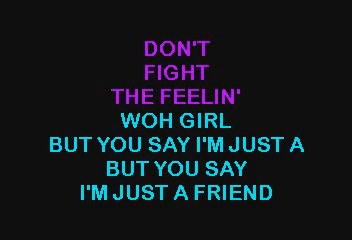 DON'T
FIGHT
THE FEELIN'
WOH GIRL
BUT YOU SAY I'M JUST A
BUT YOU SAY
I'M JUST A FRIEND